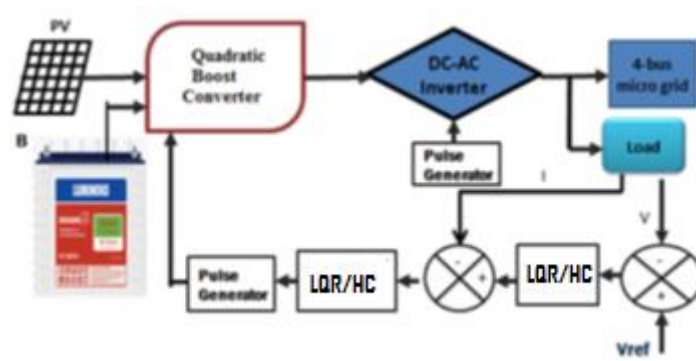 PV
Quadratic
Boost
Converter
DC-AC
Inverter
4-bus
micro grid
B
Pulse
Generator
Load
I
V
Pulse
Generator
LQR/HC
-
+
LQR/HC
-
+
Vref